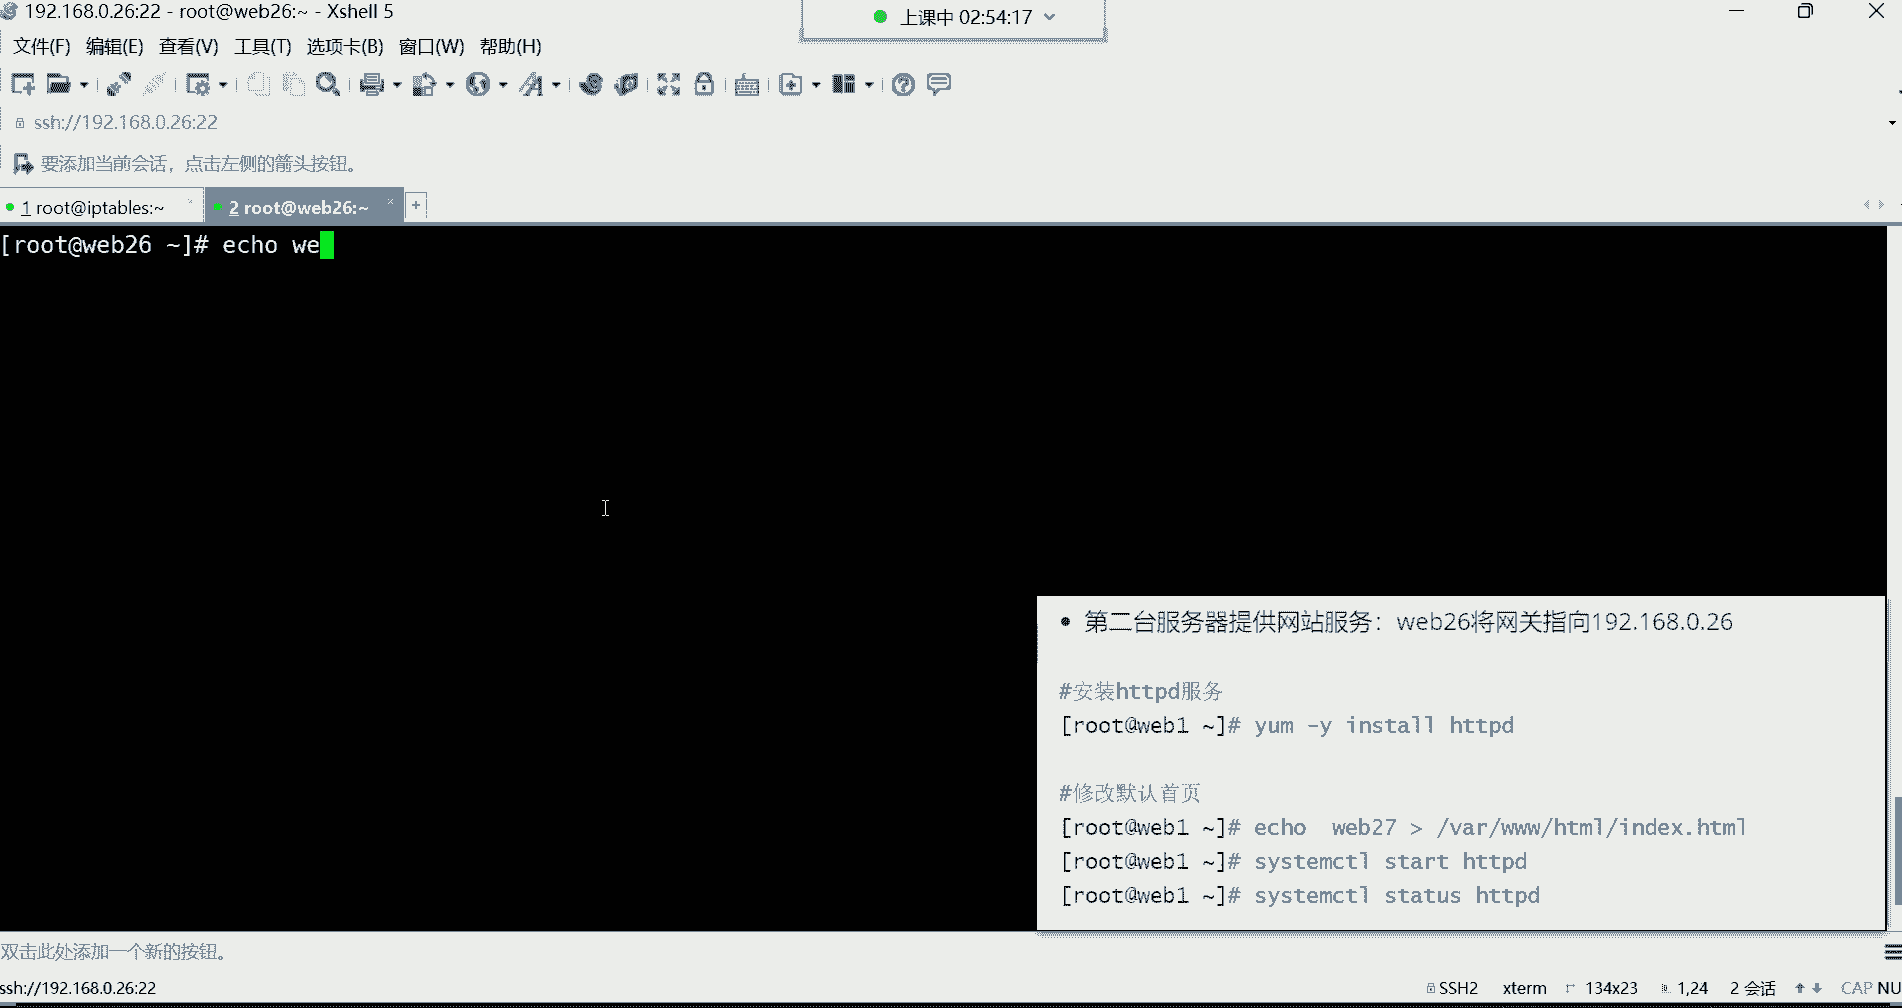 192.168.0.26:22 - root@web26:~ - Xshell 5
上课中 02:54:17
文件(F) 编辑(E) 查看(V) 工具(T) 选项卡(B) 窗口(W) 帮助(H)
ssh://192.168.0.26:22
要添加当前会话，点击左侧的箭头按钮。
1 root@iptables:~ 2 root@web26:~ +
[root@web26 ~]# echo we
• 第二台服务器提供网站服务：web26将网关指向192.168.0.26
#安装httpd服务
[root@web1 ~]# yum -y install httpd
#修改默认首页
[root@web1 ~]# echo  web27 > /var/www/html/index.html
[root@web1 ~]# systemctl start httpd
[root@web1 ~]# systemctl status httpd
双击此处添加一个新的按钮。
ssh://192.168.0.26:22 SSH2 xterm 134x23 1,24 2 会话 CAP NU